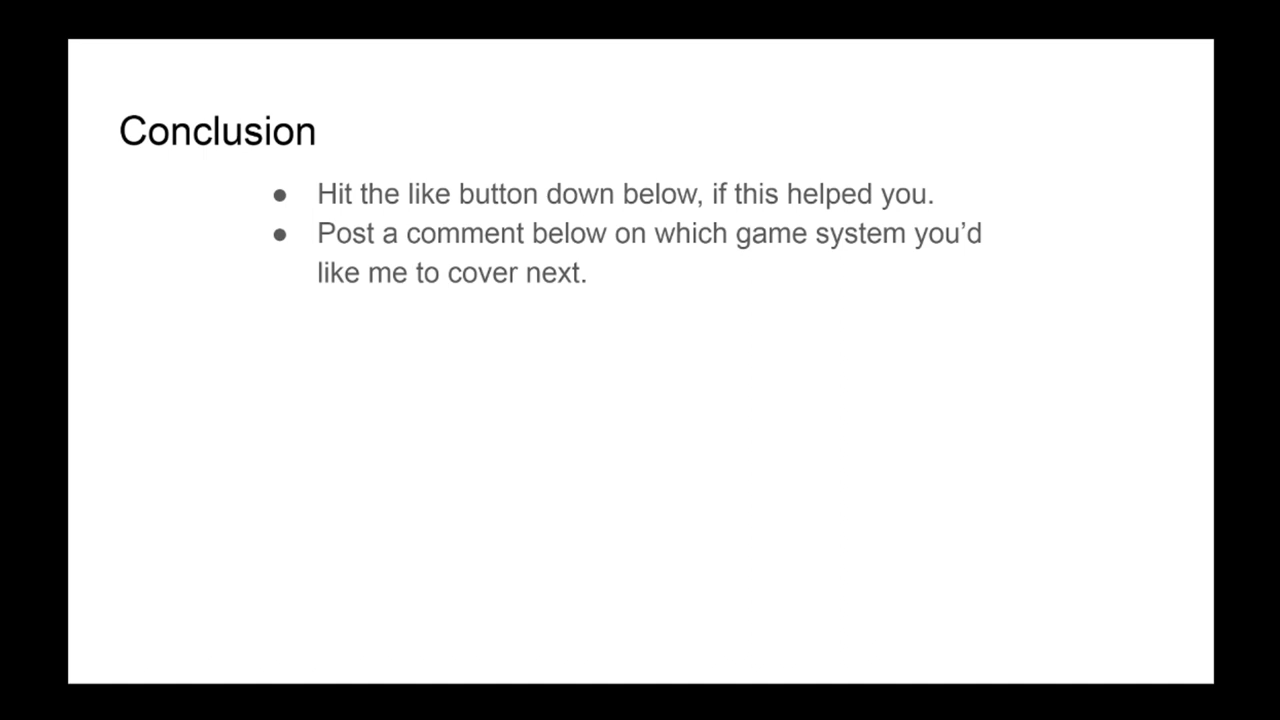 Conclusion
● Hit the like button down below, if this helped you.
● Post a comment below on which game system you’d
like me to cover next.